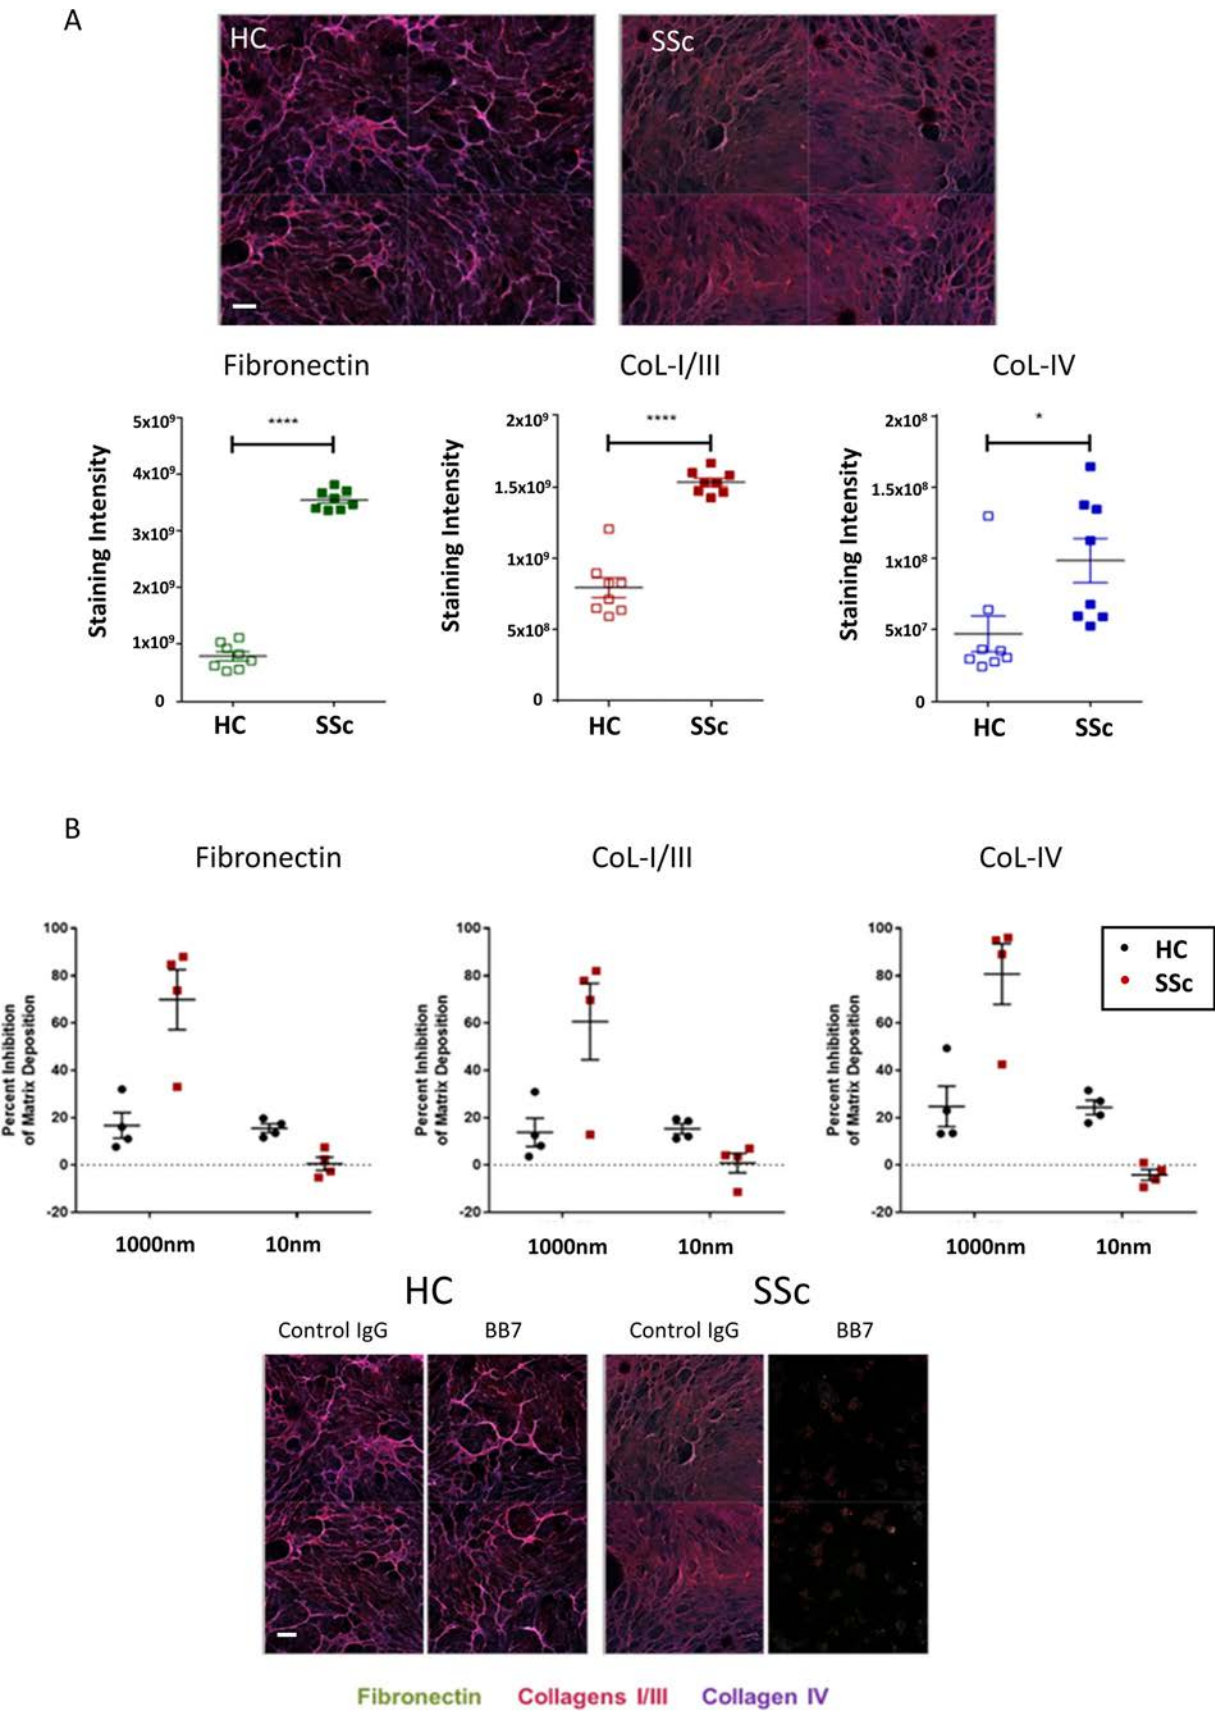 A
HC
SSc
Fibronectin
CoL-I/III
CoL-IV
Staining Intensity
5x10⁹
4x10⁹
3x10⁹
2x10⁹
1x10⁹
0
****
HC
SSc
Staining Intensity
2x10⁹
1.5x10⁹
1x10⁹
5x10⁸
0
****
HC
SSc
Staining Intensity
2x10⁸
1.5x10⁸
1x10⁸
5x10⁷
0
*
HC
SSc
B
Fibronectin
CoL-I/III
CoL-IV
Percent Inhibition
of Matrix Deposition
100
80
60
40
20
0
-20
1000nm
10nm
Percent Inhibition
of Matrix Deposition
100
80
60
40
20
0
-20
1000nm
10nm
Percent Inhibition
of Matrix Deposition
100
80
60
40
20
0
-20
1000nm
10nm
HC
SSc
HC
SSc
Control IgG
BB7
Control IgG
BB7
Fibronectin
Collagens I/III
Collagen IV